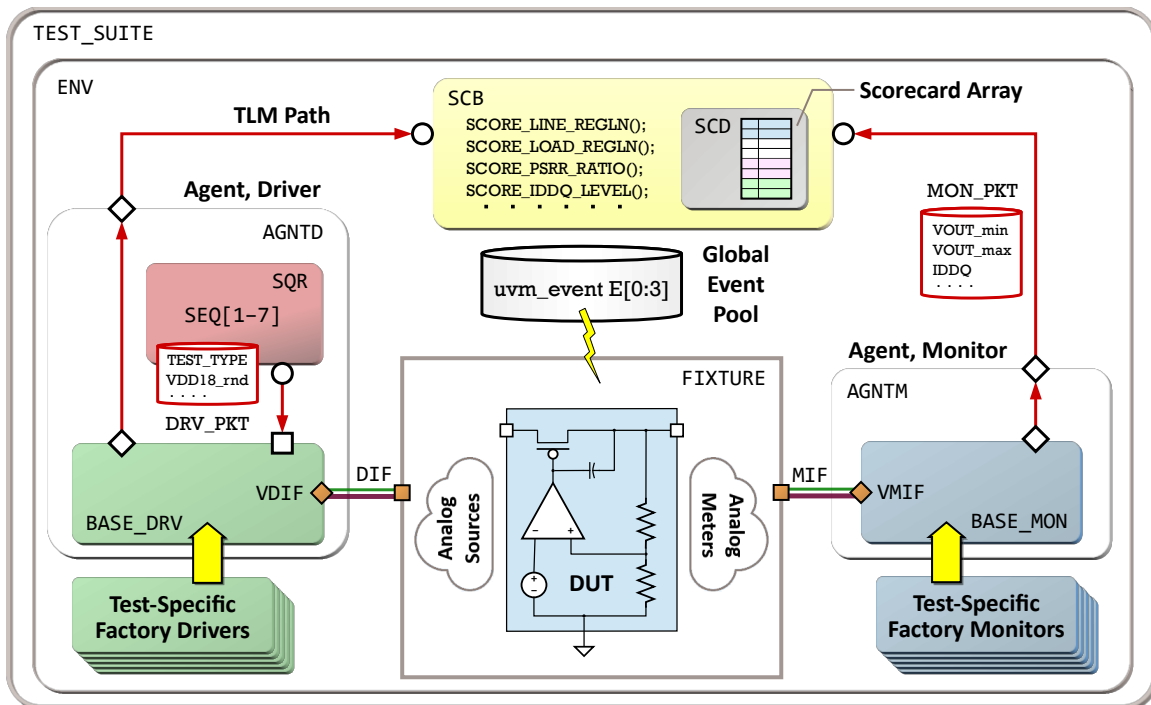 TEST_SUITE
ENV
TLM Path
SCB
SCORE_LINE_REGLN();
SCORE_LOAD_REGLN();
SCORE_PSRR_RATIO();
SCORE_IDDQ_LEVEL();
. . . . . .
SCD
Scorecard Array
Agent, Driver
AGNTD
SQR
SEQ[1–7]
TEST_TYPE
VDD18_rnd
. . . .
DRV_PKT
VDIF
BASE_DRV
Test-Specific
Factory Drivers
DIF
uvm_event E[0:3]
Global
Event
Pool
FIXTURE
Analog
Sources
DUT
Analog
Meters
MIF
MON_PKT
VOUT_min
VOUT_max
IDDQ
. . . .
Agent, Monitor
AGNTM
VMIF
BASE_MON
Test-Specific
Factory Monitors